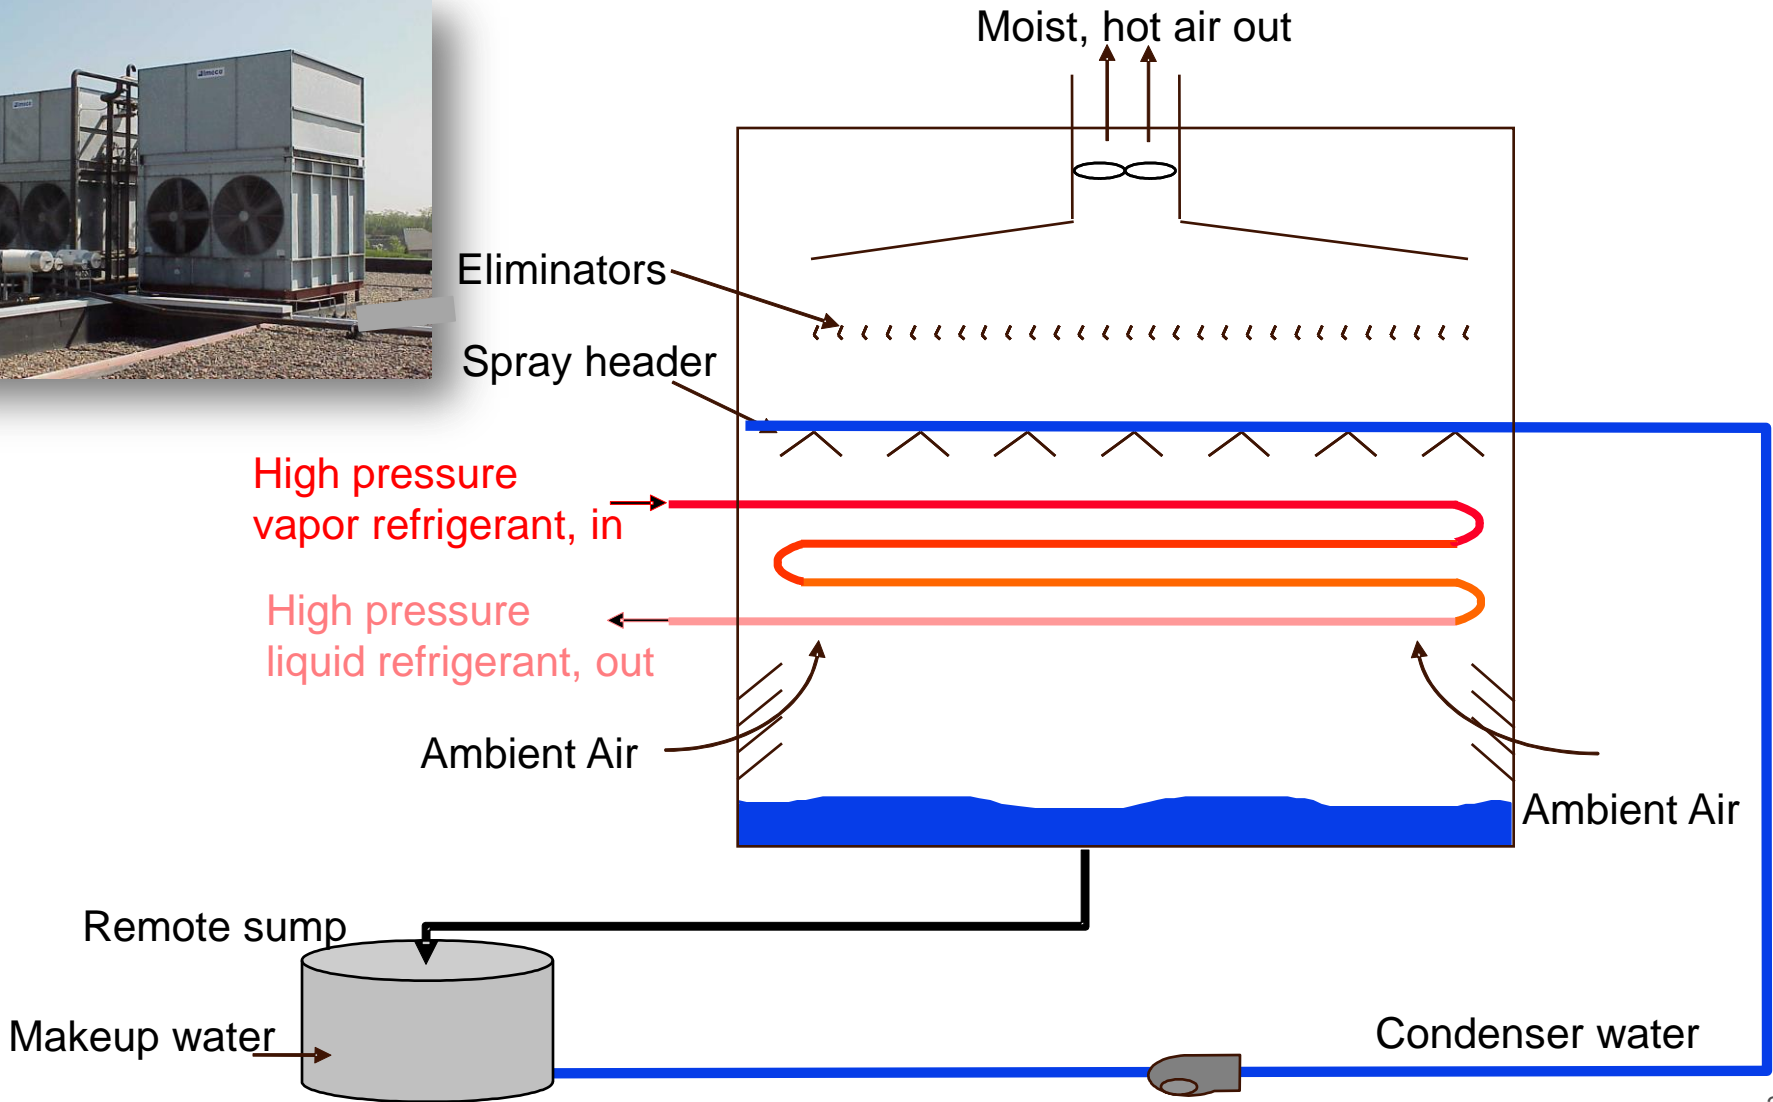 Moist, hot air out
Eliminators
Spray header
High pressure
vapor refrigerant, in
High pressure
liquid refrigerant, out
Ambient Air
Ambient Air
Remote sump
Makeup water
Condenser water